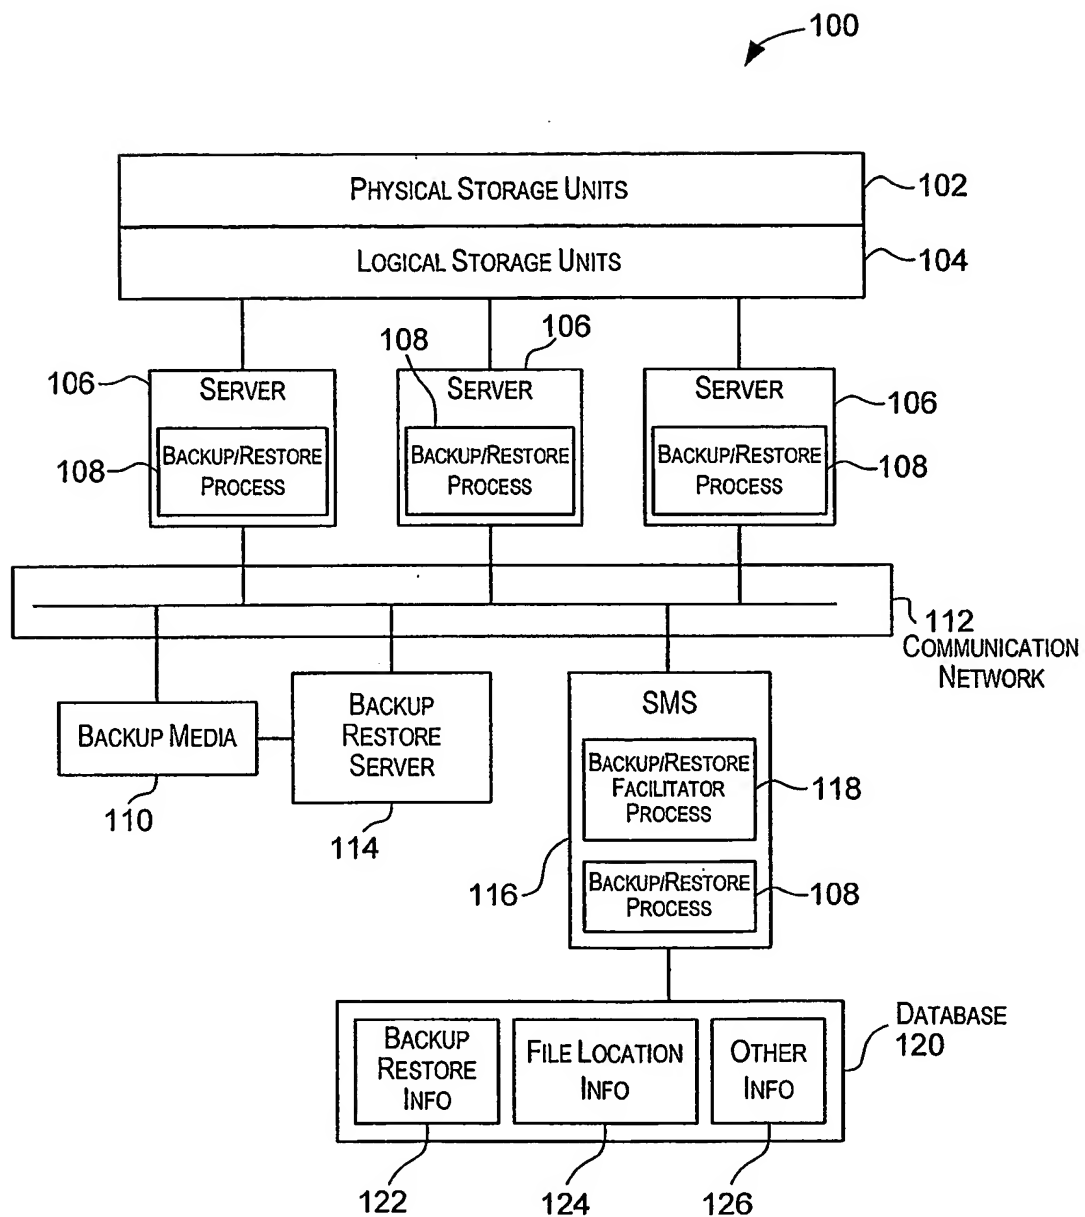 100
PHYSICAL STORAGE UNITS
102
LOGICAL STORAGE UNITS
104
106
SERVER
BACKUP/RESTORE
PROCESS
108
108
106
SERVER
BACKUP/RESTORE
PROCESS
SERVER
106
BACKUP/RESTORE
PROCESS
108
112
COMMUNICATION
NETWORK
BACKUP MEDIA
110
BACKUP
RESTORE
SERVER
114
SMS
BACKUP/RESTORE
FACILITATOR
PROCESS
118
116
BACKUP/RESTORE
PROCESS
108
DATABASE
120
BACKUP
RESTORE
INFO
FILE LOCATION
INFO
OTHER
INFO
122
124
126